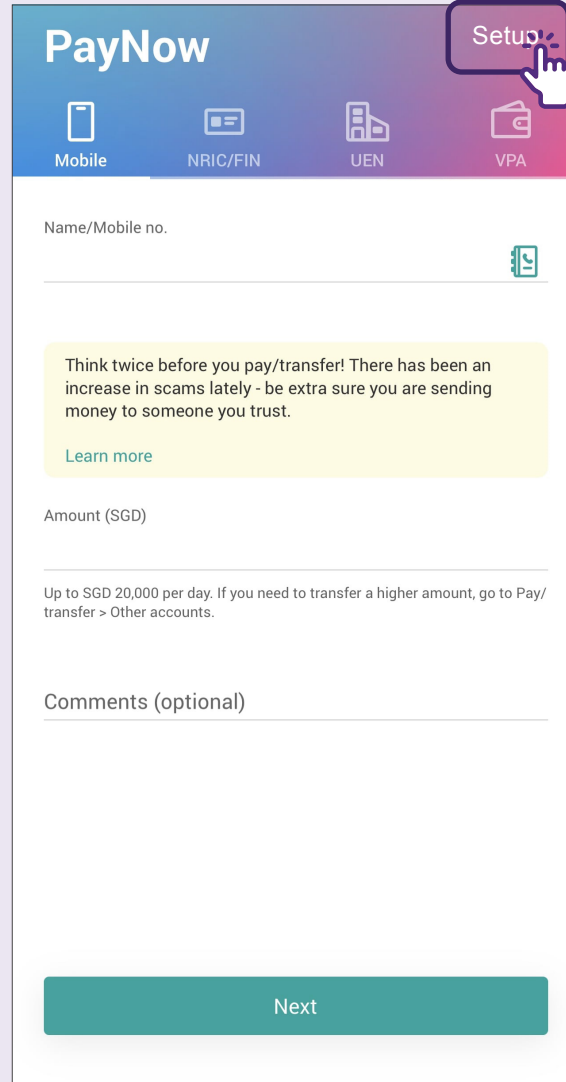 PayNow
Setup
Mobile
NRIC/FIN
UEN
VPA
Name/Mobile no.
Think twice before you pay/transfer! There has been an
increase in scams lately - be extra sure you are sending
money to someone you trust.
Learn more
Amount (SGD)
Up to SGD 20,000 per day. If you need to transfer a higher amount, go to Pay/
transfer > Other accounts.
Comments (optional)
Next